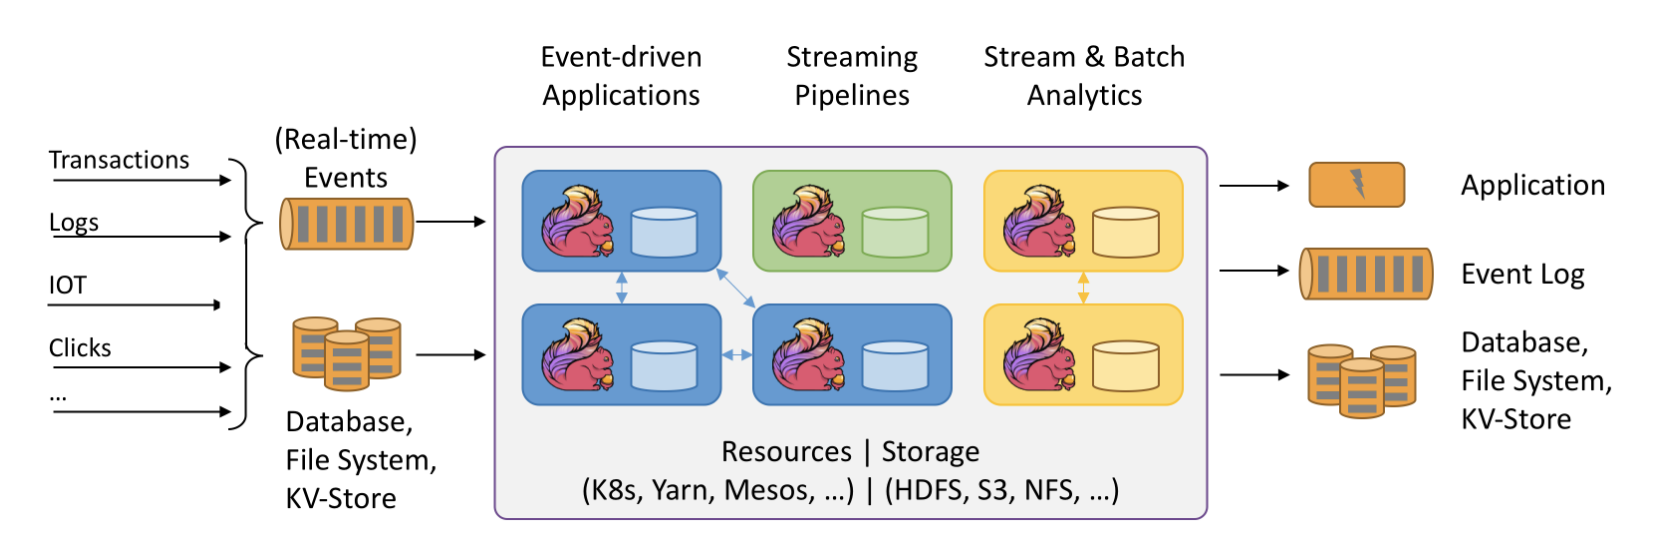 Event-driven
Applications
Streaming
Pipelines
Stream & Batch
Analytics
Transactions
Logs
IOT
Clicks
...
(Real-time)
Events
Database,
File System,
KV-Store
Resources | Storage
(K8s, Yarn, Mesos, ...) | (HDFS, S3, NFS, ...)
Application
Event Log
Database,
File System,
KV-Store